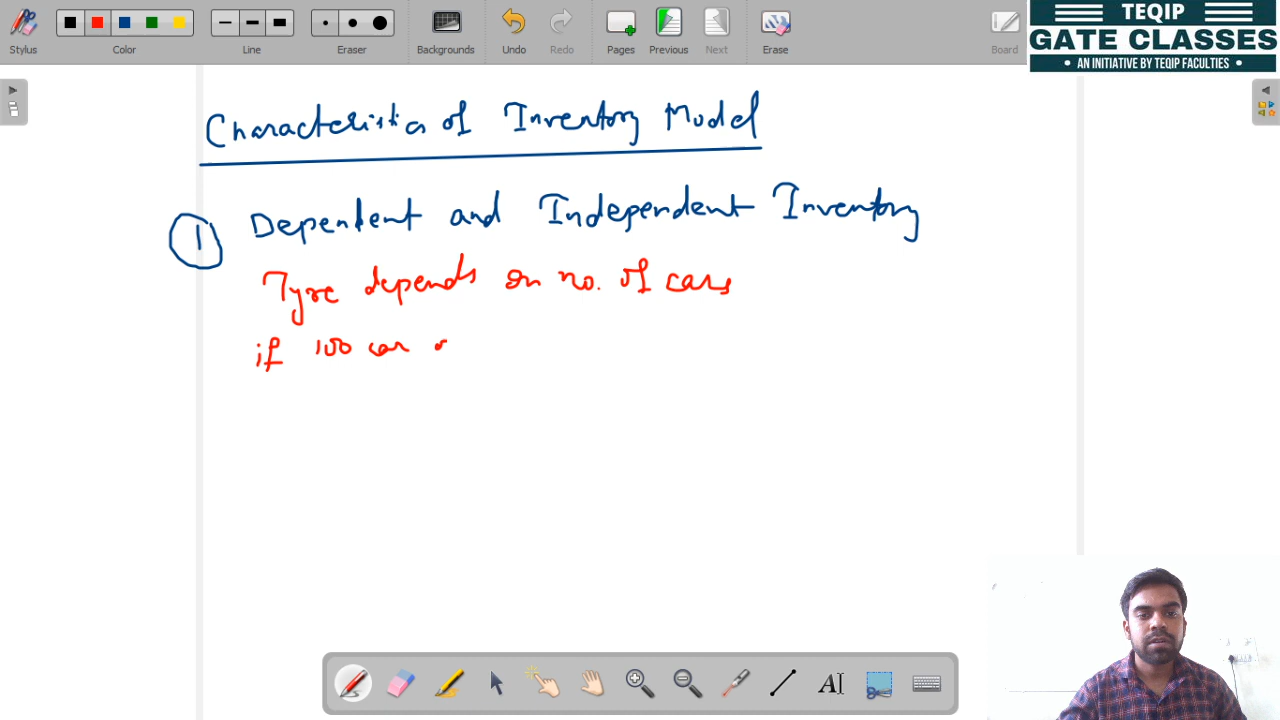 Stylus Color Line Eraser Backgrounds Undo Redo Pages Previous Next Erase Board
TEQIP
GATE CLASSES
• AN INITIATIVE BY TEQIP FACULTIES •
Characteristics of Inventory Model
1 Dependent and Independent Inventory
Tyre depends on no. of cars
if 100 car